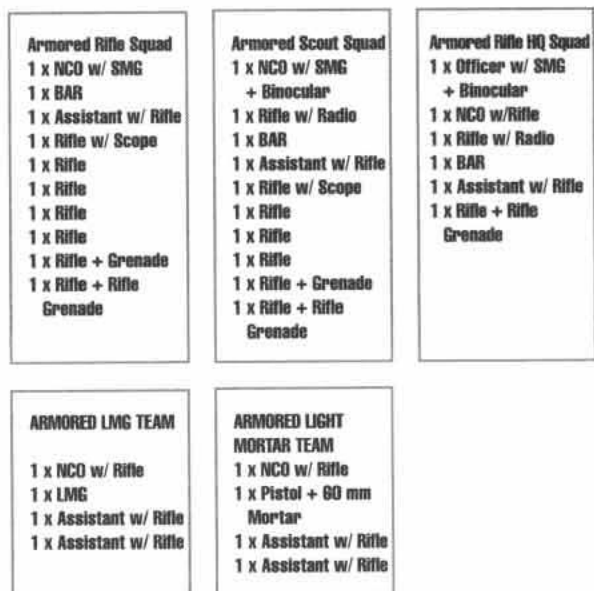 Armored Rifle Squad
1 x NCO w/ SMG
1 x BAR
1 x Assistant w/ Rifle
1 x Rifle w/ Scope
1 x Rifle
1 x Rifle
1 x Rifle
1 x Rifle
1 x Rifle + Grenade
1 x Rifle + Rifle
Grenade
Armored Scout Squad
1 x NCO w/ SMG
+ Binocular
1 x Rifle w/ Radio
1 x BAR
1 x Assistant w/ Rifle
1 x Rifle w/ Scope
1 x Rifle
1 x Rifle
1 x Rifle
1 x Rifle + Grenade
1 x Rifle + Rifle
Grenade
Armored Rifle HQ Squad
1 x Officer w/ SMG
+ Binocular
1 x NCO w/Rifle
1 x Rifle w/ Radio
1 x BAR
1 x Assistant w/ Rifle
1 x Rifle + Rifle
Grenade
ARMORED LMG TEAM
1 x NCO w/ Rifle
1 x LMG
1 x Assistant w/ Rifle
1 x Assistant w/ Rifle
ARMORED LIGHT
MORTAR TEAM
1 x NCO w/ Rifle
1 x Pistol + 60 mm
Mortar
1 x Assistant w/ Rifle
1 x Assistant w/ Rifle